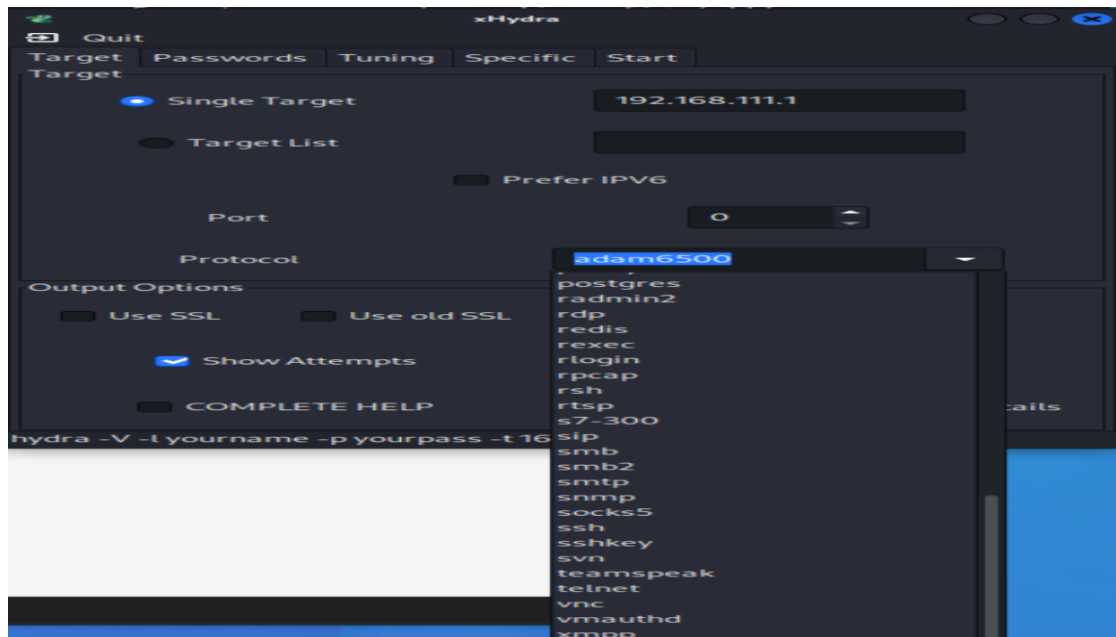 xHydra
Quit
Target Passwords Tuning Specific Start
Target
Single Target 192.168.111.1
Target List
Prefer IPV6
Port 0
Protocol adam6500
Output Options
Use SSL Use old SSL
Show Attempts
COMPLETE HELP
hydra -V -l yourname -p yourpass -t 16
postgres
radmin2
rdp
redis
rexec
rlogin
rpcap
rsh
rtsp
s7-300
sip
smb
smb2
smtp
snmp
socks5
ssh
sshkey
svn
teamspeak
telnet
vnc
vmauthd
xmpp